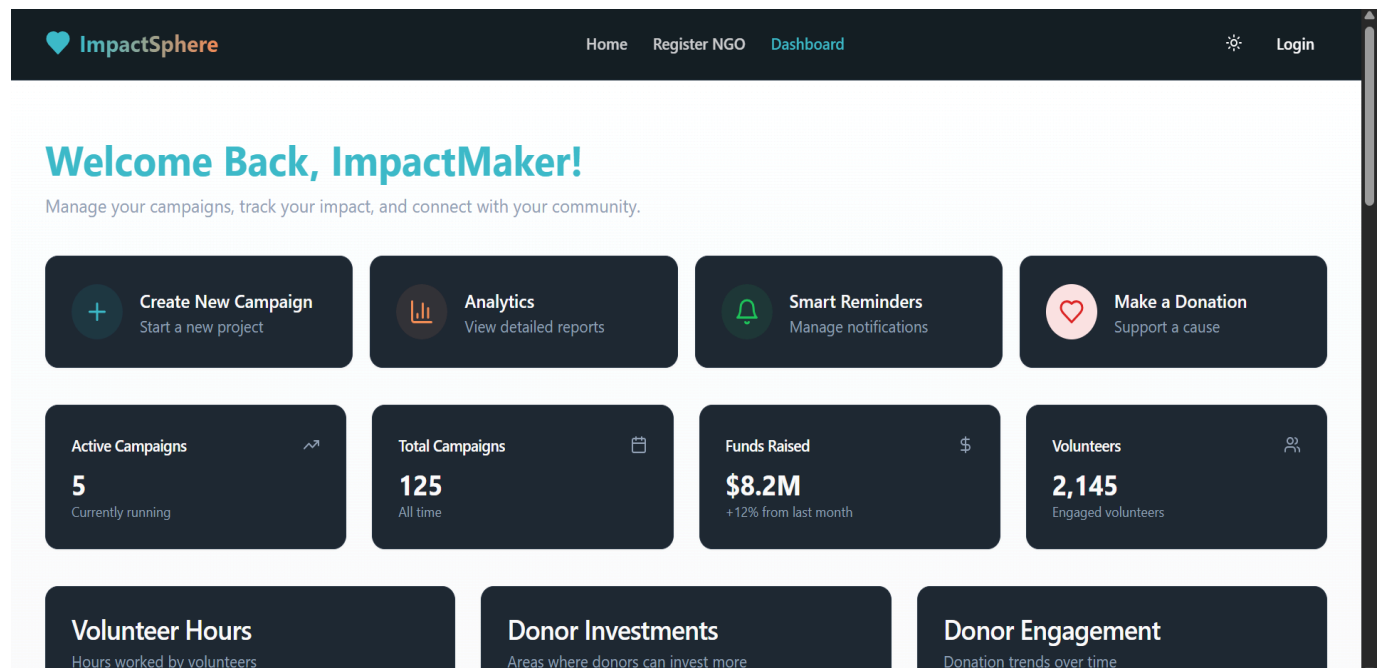 ImpactSphere
Home Register NGO Dashboard
Login
Welcome Back, ImpactMaker!
Manage your campaigns, track your impact, and connect with your community.
Create New Campaign
Start a new project
Analytics
View detailed reports
Smart Reminders
Manage notifications
Make a Donation
Support a cause
Active Campaigns
5
Currently running
Total Campaigns
125
All time
Funds Raised
$8.2M
+12% from last month
Volunteers
2,145
Engaged volunteers
Volunteer Hours
Hours worked by volunteers
Donor Investments
Areas where donors can invest more
Donor Engagement
Donation trends over time